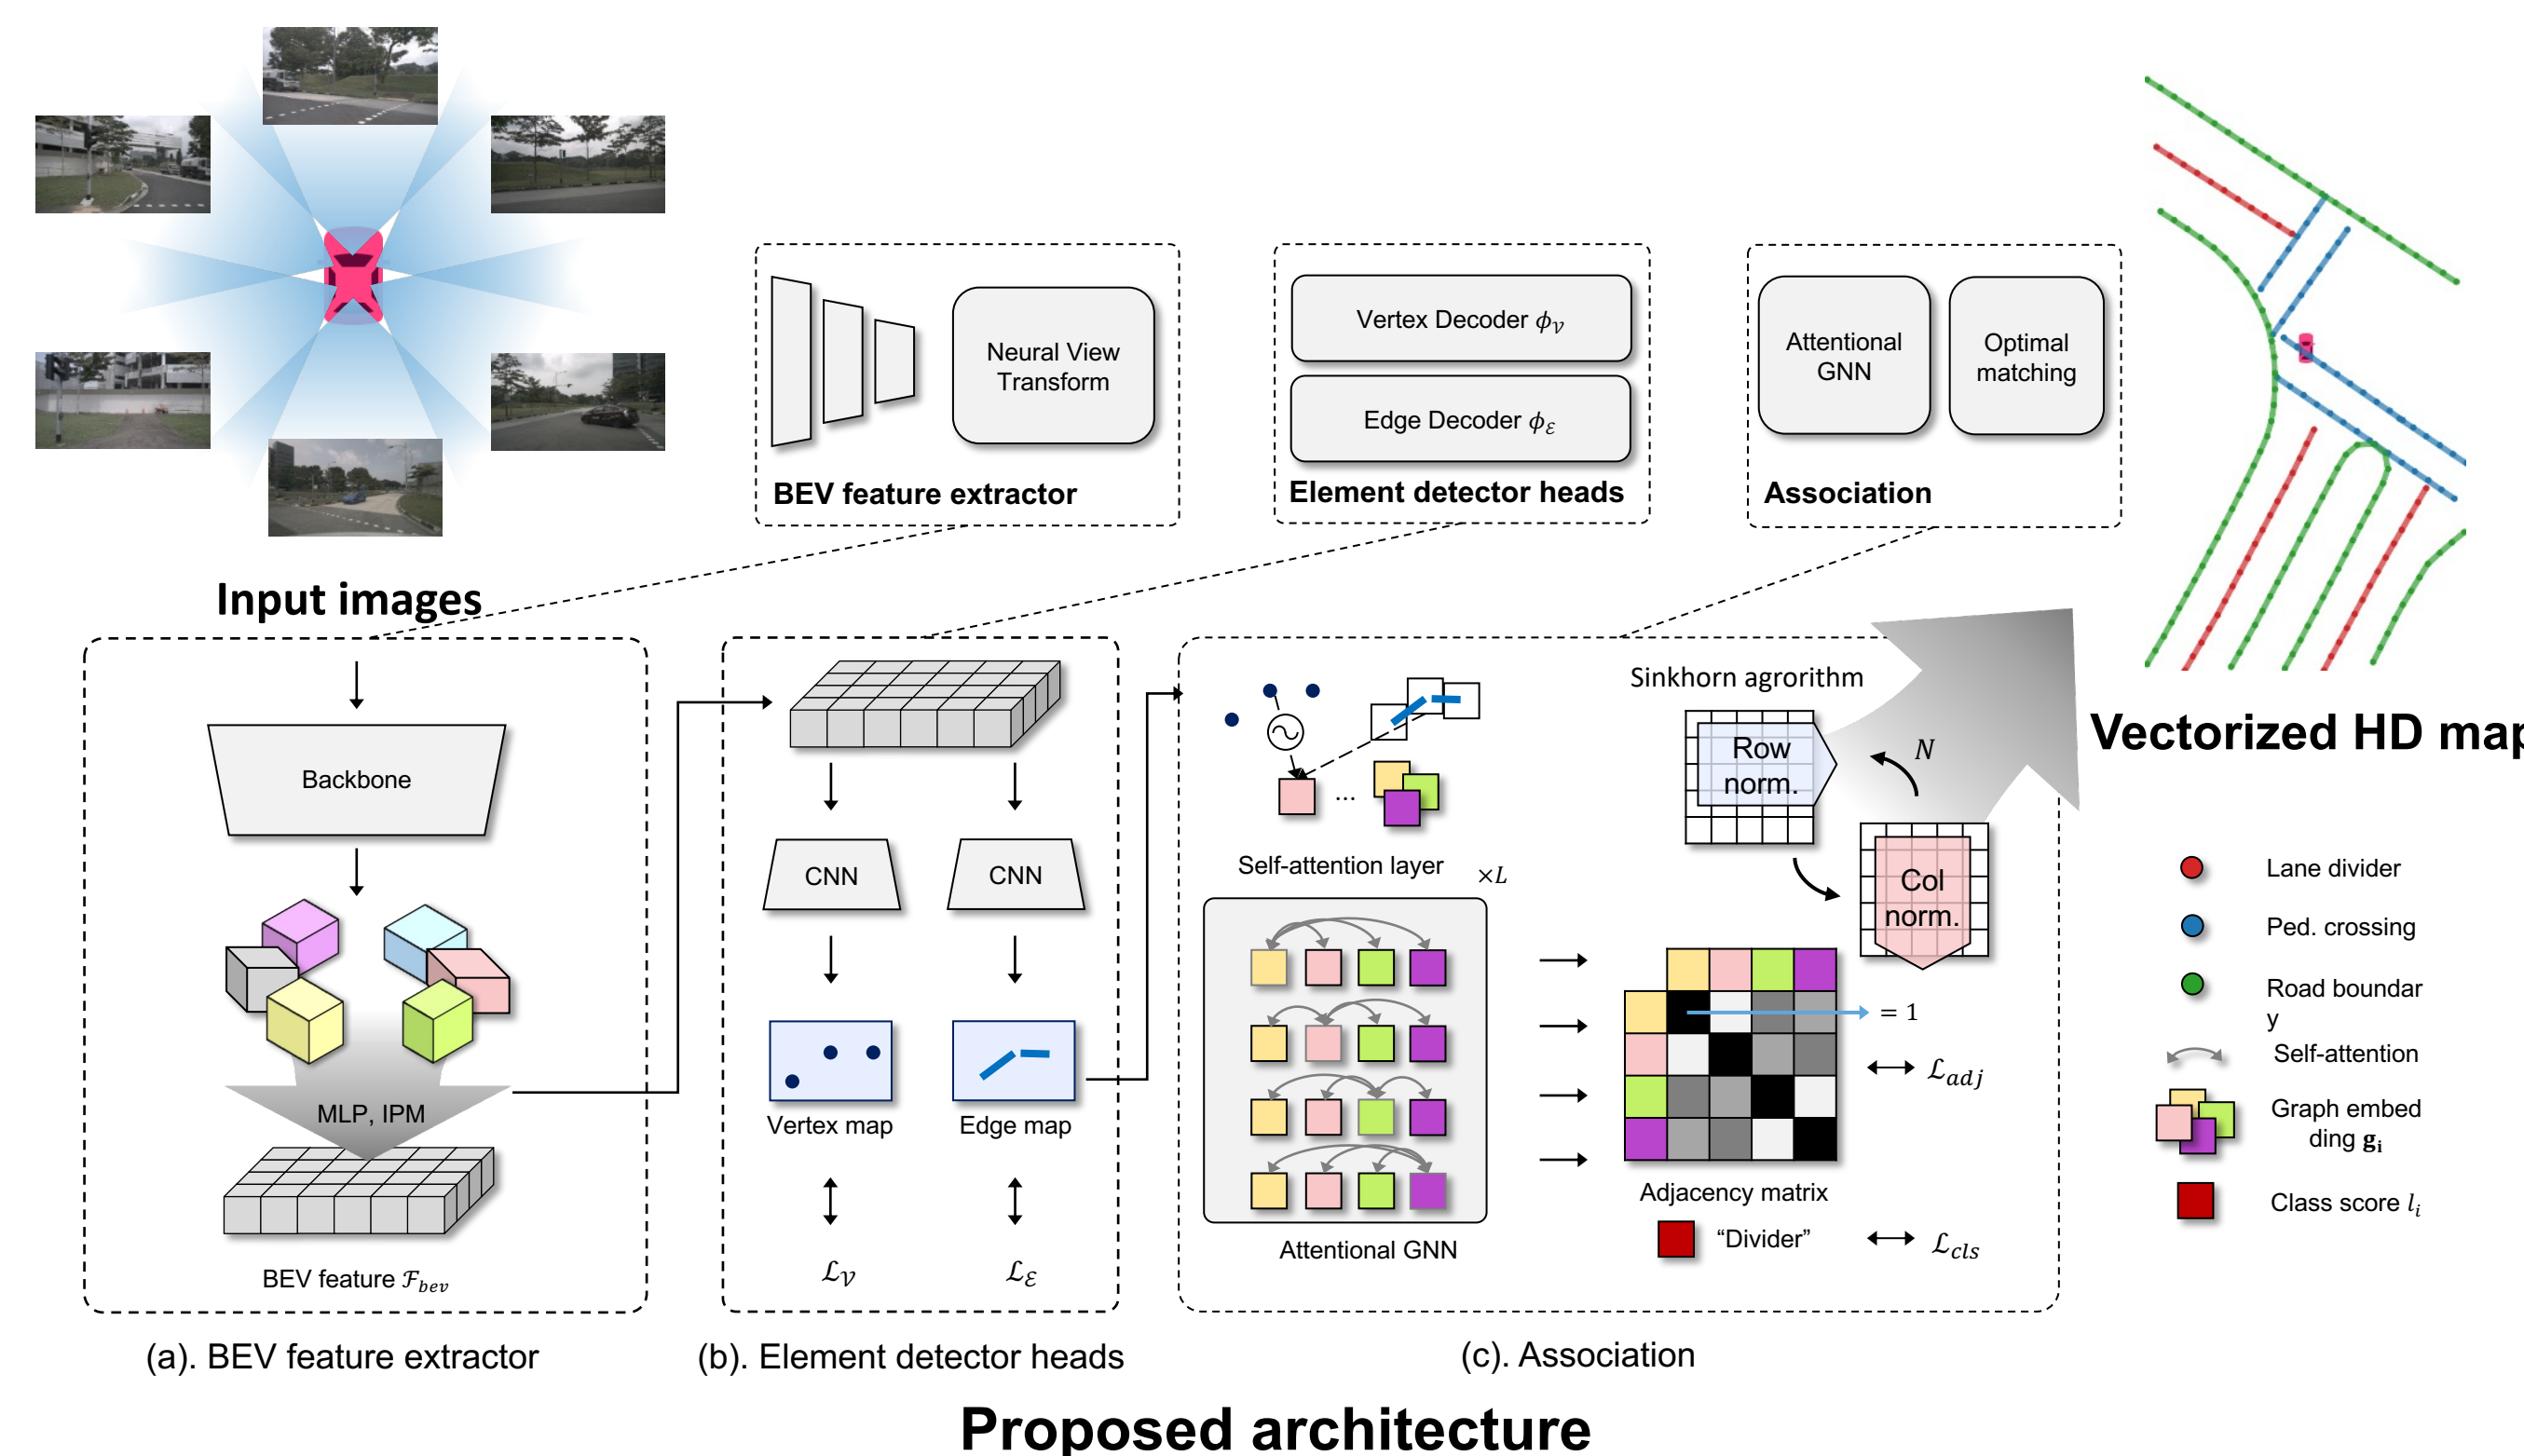 Neural View
Transform
BEV feature extractor
Vertex Decoder ϕ𝒱
Edge Decoder ϕℰ
Element detector heads
Attentional
GNN
Optimal
matching
Association
Input images
Vectorized HD map
Backbone
MLP, IPM
BEV feature ℱbev
CNN
CNN
Vertex map
Edge map
ℒ𝒱
ℒℰ
Sinkhorn agrorithm
Row
norm.
N
Col
norm.
...
Self-attention layer
×L
Attentional GNN
= 1
ℒadj
Adjacency matrix
“Divider”
ℒcls
Lane divider
Ped. crossing
Road boundar
y
Self-attention
Graph embed
ding gi
Class score li
(a). BEV feature extractor
(b). Element detector heads
(c). Association
Proposed architecture